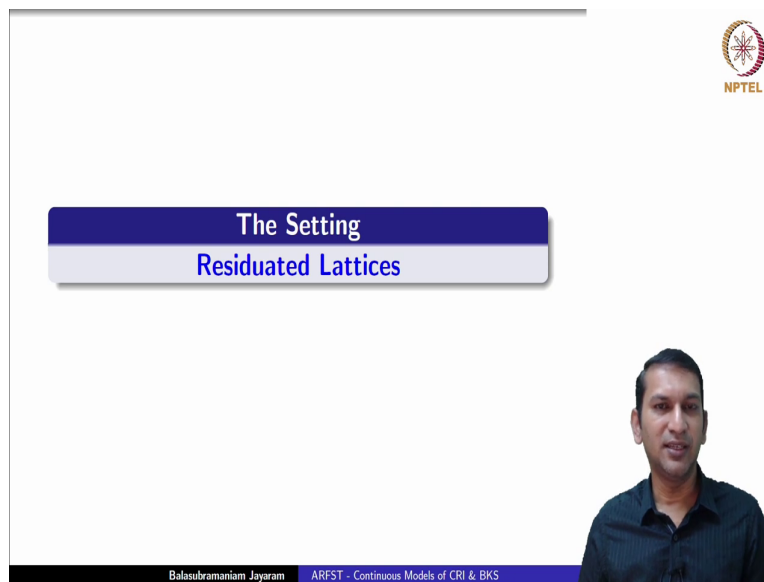 NPTEL
The Setting
Residuated Lattices
Balasubramaniam Jayaram ARFST - Continuous Models of CRI & BKS